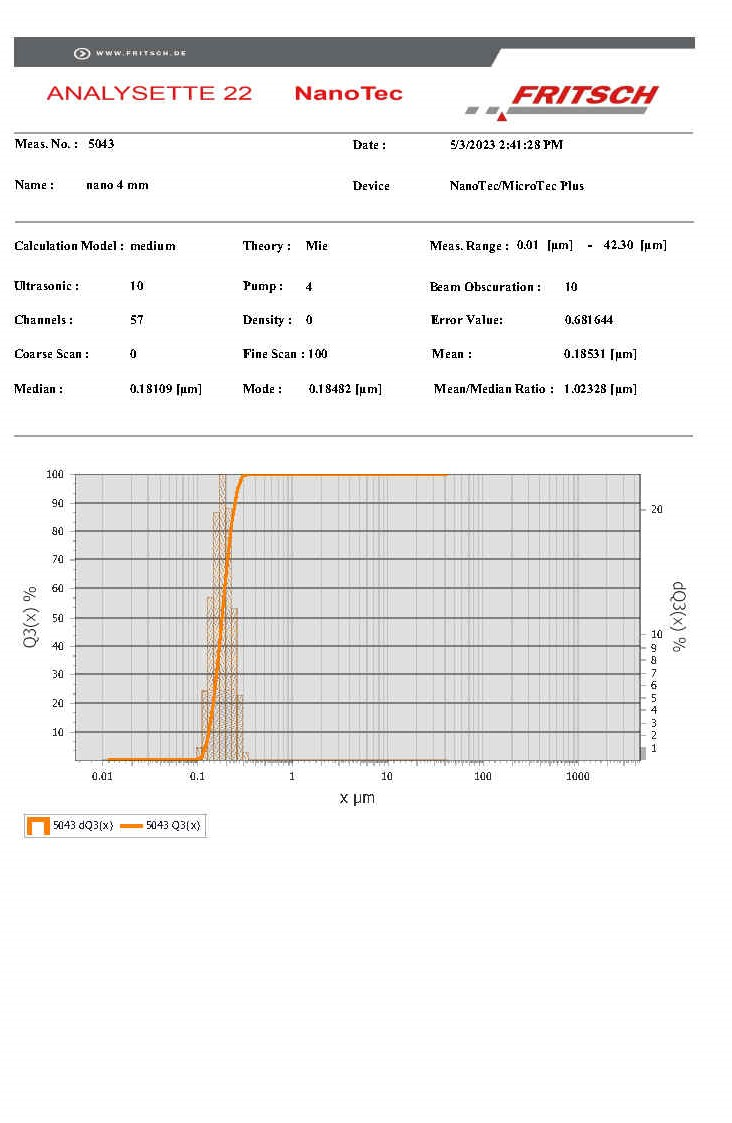 WWW.FRITSCH.DE
ANALYSETTE 22 NanoTec FRITSCH
Meas. No. : 5043 Date : 5/3/2023 2:41:28 PM
Name : nano 4 mm Device NanoTec/MicroTec Plus
Calculation Model : medium Theory : Mie Meas. Range : 0.01 [µm] - 42.30 [µm]
Ultrasonic : 10 Pump : 4 Beam Obscuration : 10
Channels : 57 Density : 0 Error Value: 0.681644
Coarse Scan : 0 Fine Scan : 100 Mean : 0.18531 [µm]
Median : 0.18109 [µm] Mode : 0.18482 [µm] Mean/Median Ratio : 1.02328 [µm]
Q3(x) %
100
90
80
70
60
50
40
30
20
10
20
10
9
8
7
6
5
4
3
2
1
dQ3(x) %
0.01 0.1 1 10 100 1000
x µm
5043 dQ3(x) 5043 Q3(x)